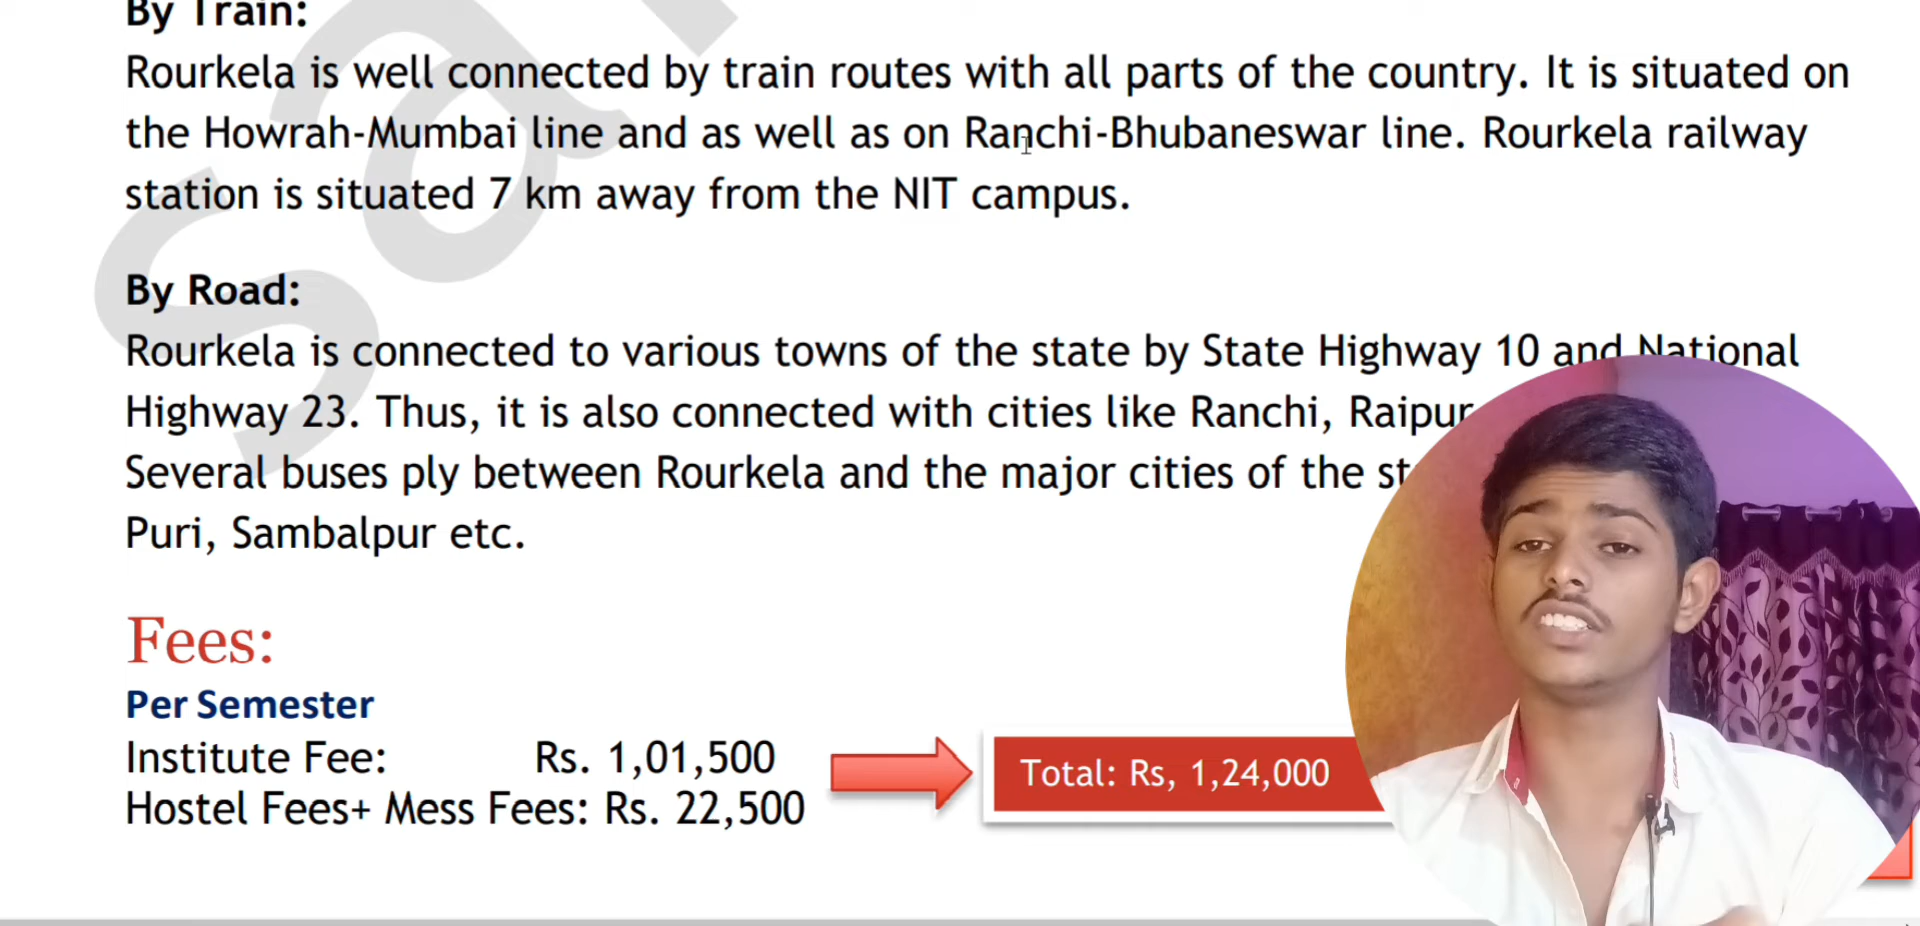 By Train:
Rourkela is well connected by train routes with all parts of the country. It is situated on
the Howrah-Mumbai line and as well as on Ranchi-Bhubaneswar line. Rourkela railway
station is situated 7 km away from the NIT campus.
By Road:
Rourkela is connected to various towns of the state by State Highway 10 and National
Highway 23. Thus, it is also connected with cities like Ranchi, Raipur
Several buses ply between Rourkela and the major cities of the
Puri, Sambalpur etc.
Fees:
Per Semester
Institute Fee: Rs. 1,01,500
Total: Rs, 1,24,000
Hostel Fees+ Mess Fees: Rs. 22,500